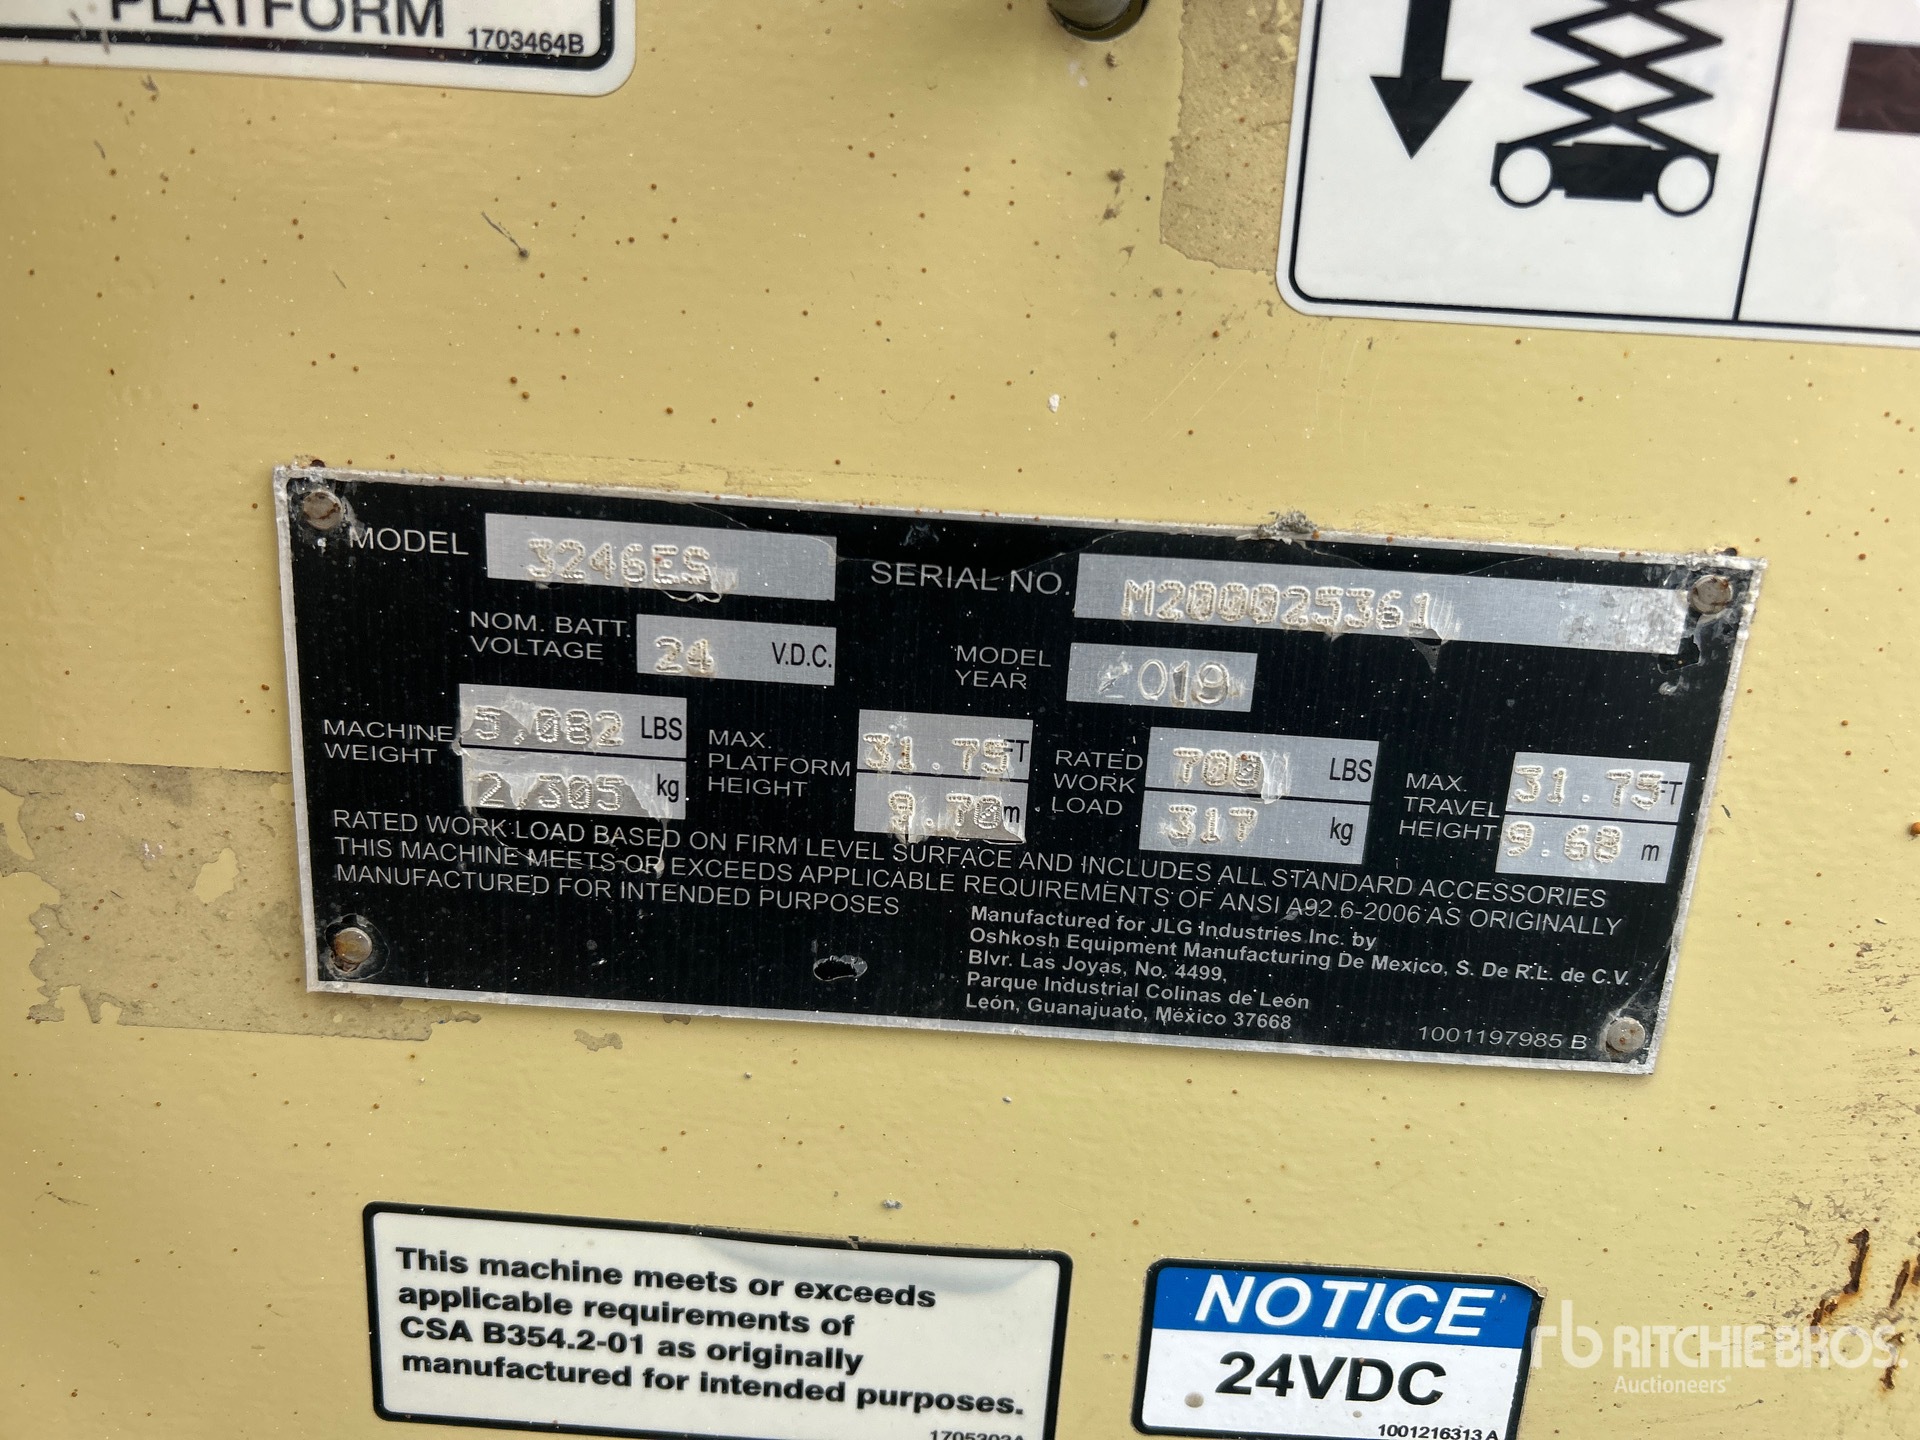 PLATFORM
1703464B
MODEL 3246ES
SERIAL NO. M200025361
NOM. BATT. VOLTAGE 24 V.D.C.
MODEL YEAR 2019
MACHINE WEIGHT 5,082 LBS
2,305 kg
MAX. PLATFORM HEIGHT 31.75 FT
9.70 m
RATED WORK LOAD 700 LBS
317 kg
MAX. TRAVEL HEIGHT 31.75 FT
9.68 m
RATED WORK LOAD BASED ON FIRM LEVEL SURFACE AND INCLUDES ALL STANDARD ACCESSORIES
THIS MACHINE MEETS OR EXCEEDS APPLICABLE REQUIREMENTS OF ANSI A92.6-2006 AS ORIGINALLY
MANUFACTURED FOR INTENDED PURPOSES
Manufactured for JLG Industries Inc. by
Oshkosh Equipment Manufacturing De Mexico, S. De R.L. de C.V.
Blvr. Las Joyas, No. 4499,
Parque Industrial Colinas de León
León, Guanajuato, México 37668
1001197985 B
This machine meets or exceeds
applicable requirements of
CSA B354.2-01 as originally
manufactured for intended purposes.
1705303A
NOTICE
24VDC
1001216313 A
rb RITCHIE BROS.
Auctioneers